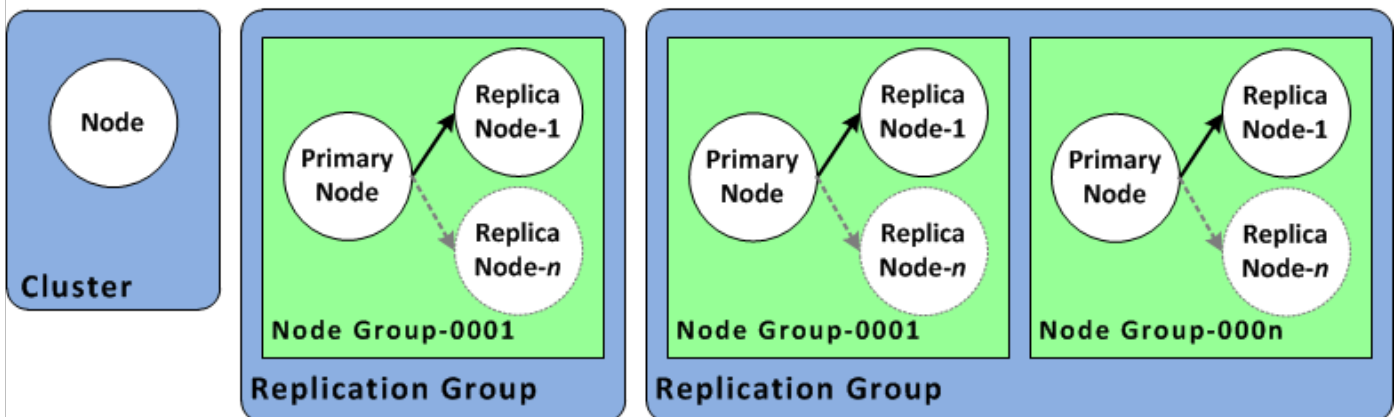 Node
Cluster
Primary
Node
Replica
Node-1
Replica
Node-n
Node Group-0001
Replication Group
Primary
Node
Replica
Node-1
Replica
Node-n
Node Group-0001
Primary
Node
Replica
Node-1
Replica
Node-n
Node Group-000n
Replication Group